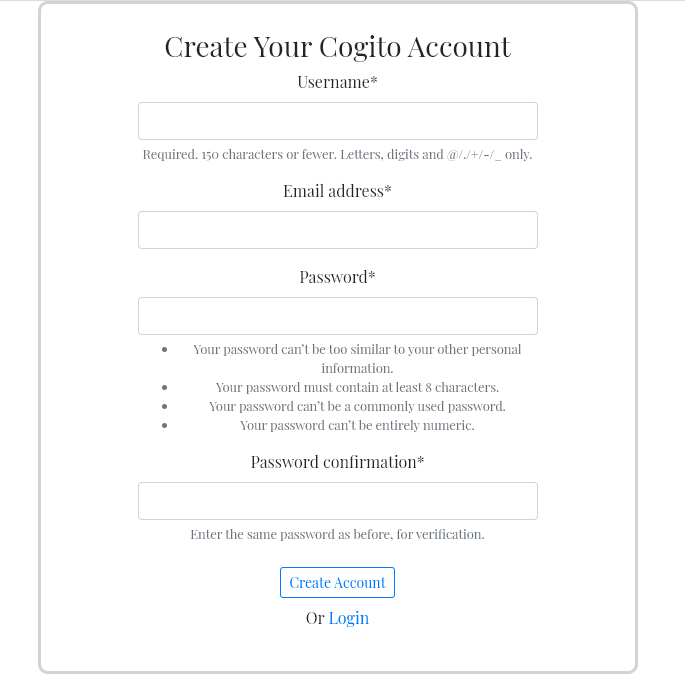 Create Your Cogito Account
Username*
Required. 150 characters or fewer. Letters, digits and @/./+/-/_ only.
Email address*
Password*
Your password can't be too similar to your other personal
information.
Your password must contain at least 8 characters.
Your password can't be a commonly used password.
Your password can't be entirely numeric.
Password confirmation*
Enter the same password as before, for verification.
Create Account
Or Login